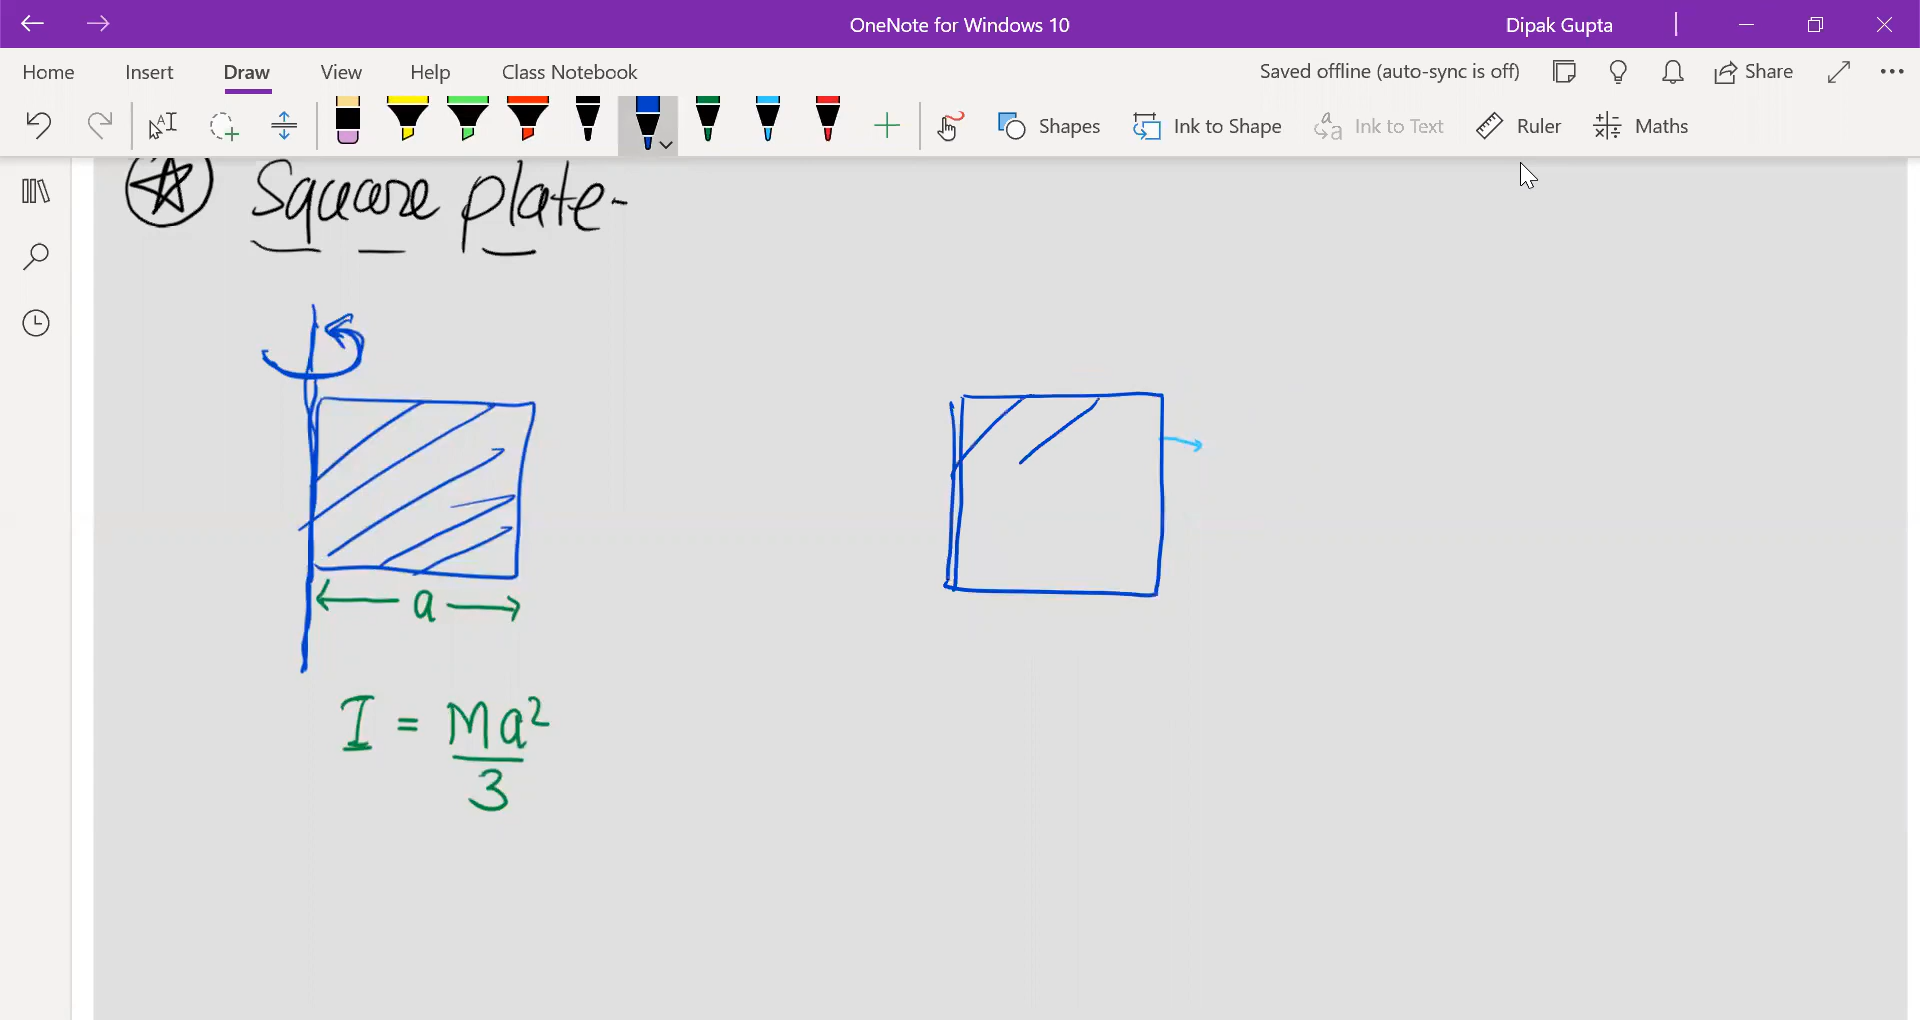 OneNote for Windows 10
Dipak Gupta
Home Insert Draw View Help Class Notebook
Saved offline (auto-sync is off)
Share
Shapes
Ink to Shape
Ink to Text
Ruler
Maths
Square plate-
a
I = Ma²/3